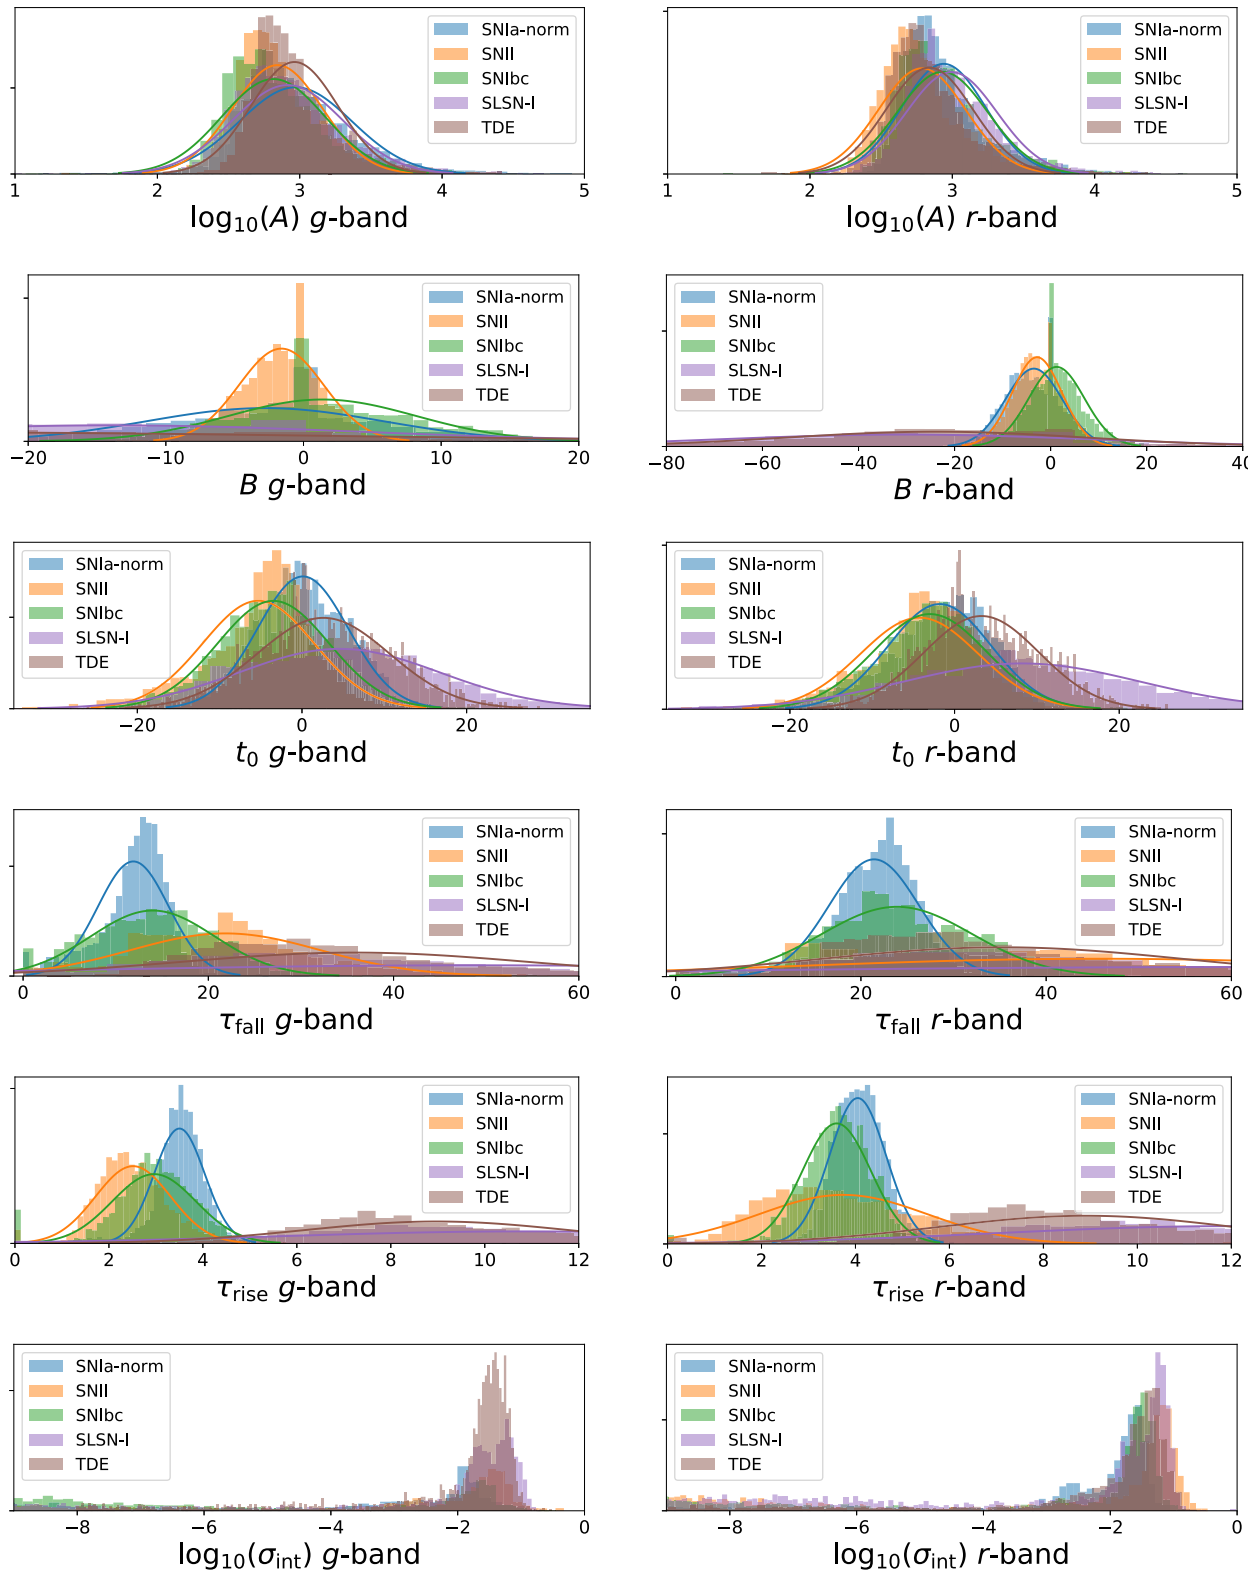 SNIa-norm
SNII
SNIbc
SLSN-I
TDE
1 2 3 4 5
log₁₀(A) g-band
SNIa-norm
SNII
SNIbc
SLSN-I
TDE
1 2 3 4 5
log₁₀(A) r-band
SNIa-norm
SNII
SNIbc
SLSN-I
TDE
−20 −10 0 10 20
B g-band
SNIa-norm
SNII
SNIbc
SLSN-I
TDE
−80 −60 −40 −20 0 20 40
B r-band
SNIa-norm
SNII
SNIbc
SLSN-I
TDE
−20 0 20
t₀ g-band
SNIa-norm
SNII
SNIbc
SLSN-I
TDE
−20 0 20
t₀ r-band
SNIa-norm
SNII
SNIbc
SLSN-I
TDE
0 20 40 60
τfall g-band
SNIa-norm
SNII
SNIbc
SLSN-I
TDE
0 20 40 60
τfall r-band
SNIa-norm
SNII
SNIbc
SLSN-I
TDE
0 2 4 6 8 10 12
τrise g-band
SNIa-norm
SNII
SNIbc
SLSN-I
TDE
0 2 4 6 8 10 12
τrise r-band
SNIa-norm
SNII
SNIbc
SLSN-I
TDE
−8 −6 −4 −2 0
log₁₀(σint) g-band
SNIa-norm
SNII
SNIbc
SLSN-I
TDE
−8 −6 −4 −2 0
log₁₀(σint) r-band